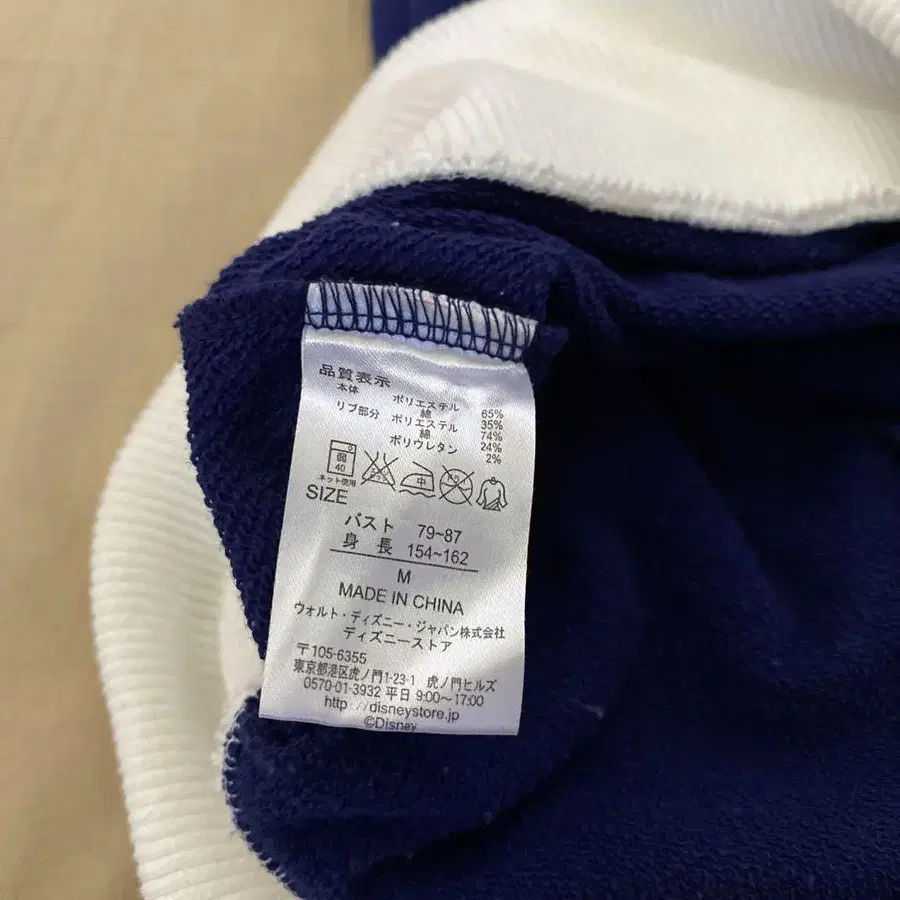 品質表示
本体 ポリエステル 65%
綿 35%
リブ部分 ポリエステル 74%
綿 24%
ポリウレタン 2%
弱
40
中
ネット使用
SIZE
バスト 79~87
身長 154~162
M
MADE IN CHINA
ウォルト・ディズニー・ジャパン株式会社
ディズニーストア
〒105-6355
東京都港区虎ノ門1-23-1 虎ノ門ヒルズ
0570-01-3932 平日 9:00~17:00
http://disneystore.jp
©Disney